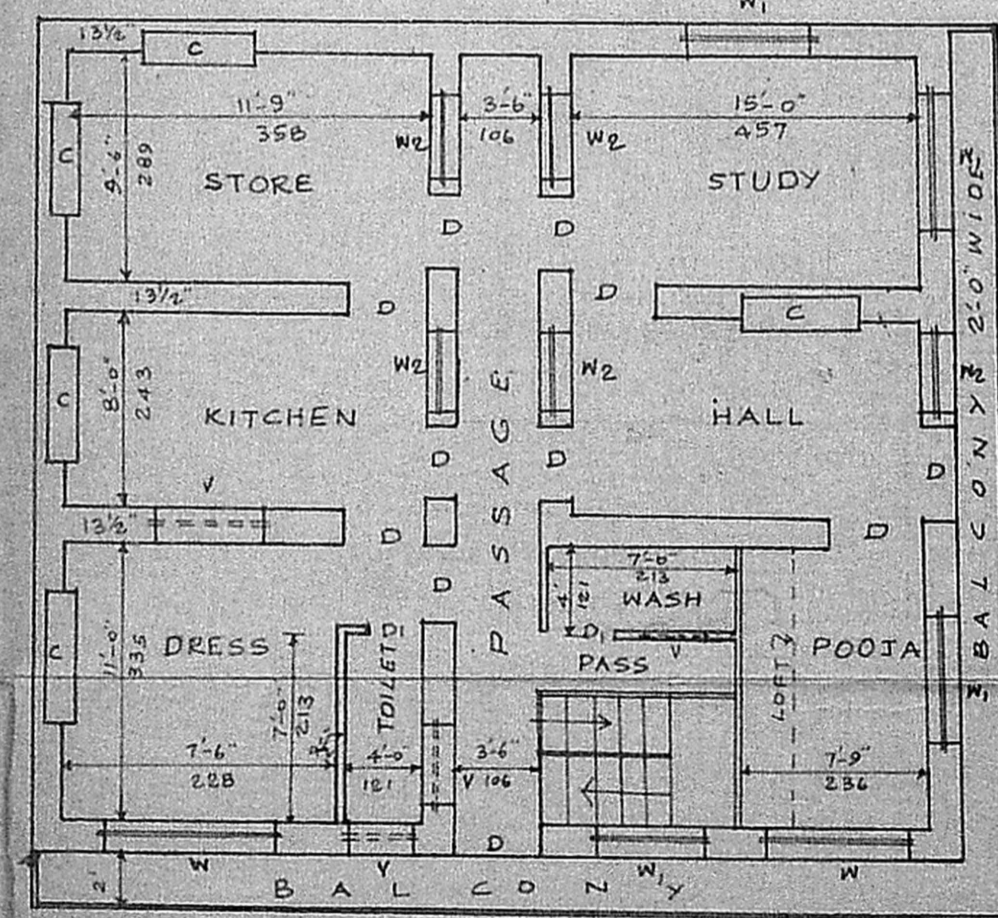 W1
13½"
C
11'-9"
358
3'-6"
106
15'-0"
457
W2
W2
C
9'-6"
289
STORE
STUDY
D
D
2'-0" WIDE
13½"
D
D
C
W2
W2
W2
C
8'-0"
243
KITCHEN
HALL
PASSAGE
D
D
D
V
13½"
D
D
D
7'-0"
213
4'
121
WASH
C
11'-0"
335
DRESS
D1
D1
V
PASS
POOJA
BALCONY
TOILET
7'-0"
213
LOFT
W1
7'-6"
228
4'-0"
121
3'-6"
106
V
7'-9"
236
D
W
V
W1
W
2'
BALCONY